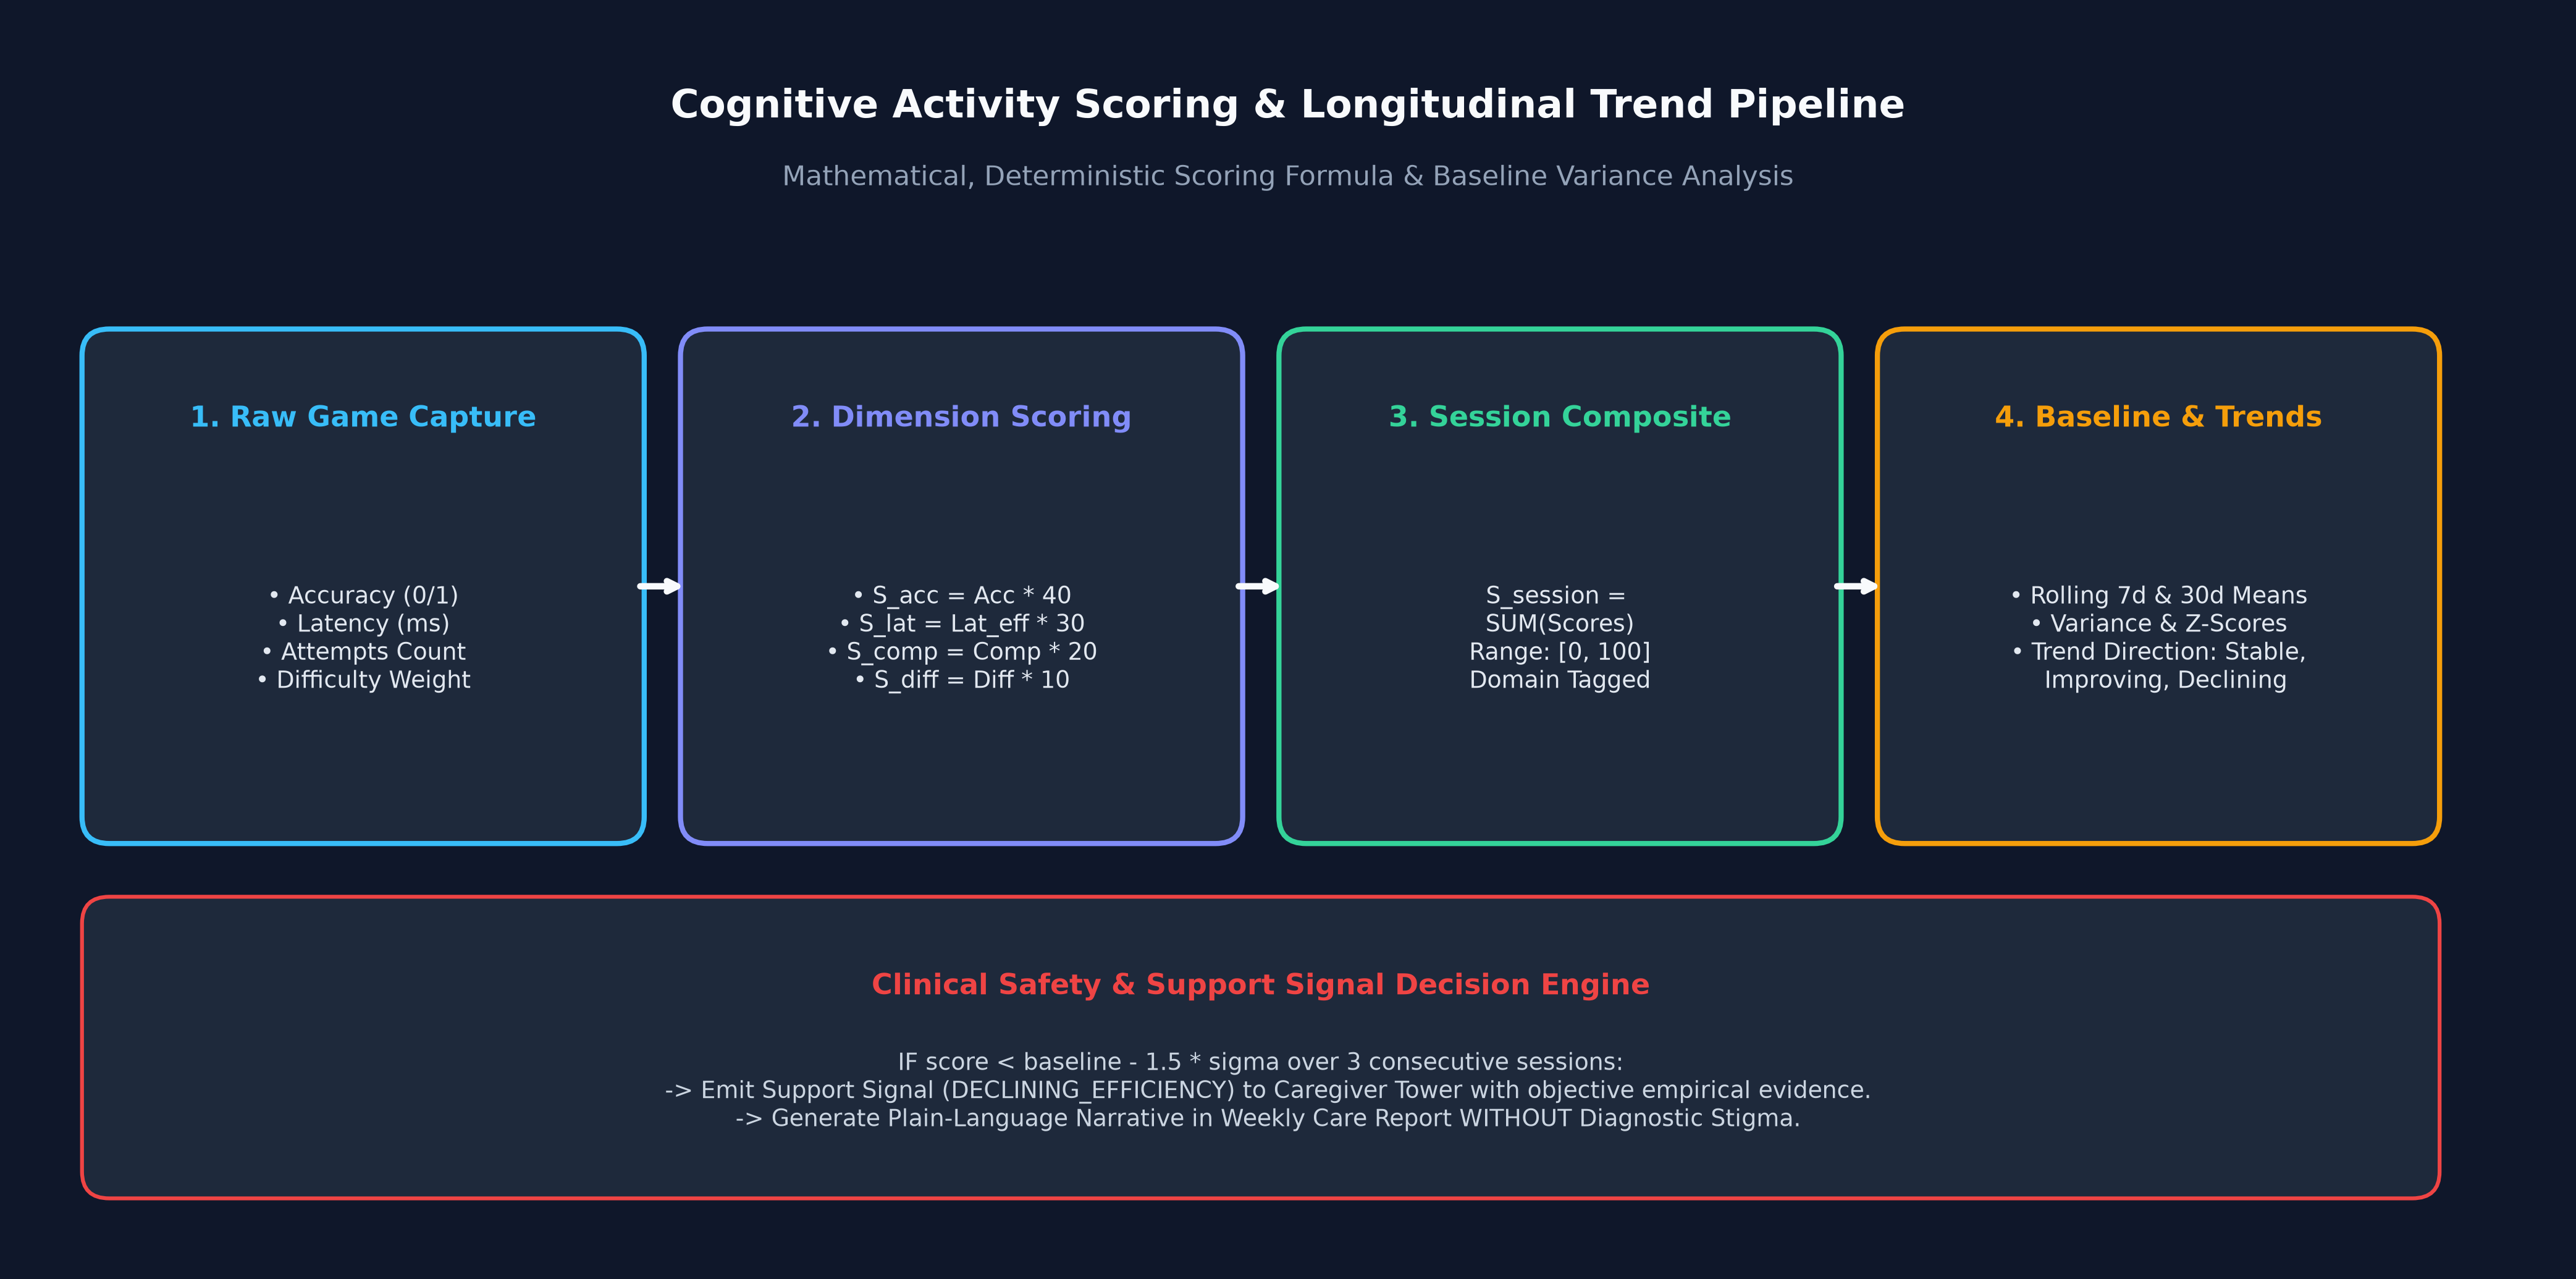 Cognitive Activity Scoring & Longitudinal Trend Pipeline
Mathematical, Deterministic Scoring Formula & Baseline Variance Analysis
1. Raw Game Capture
• Accuracy (0/1)
• Latency (ms)
• Attempts Count
• Difficulty Weight
2. Dimension Scoring
• S_acc = Acc * 40
• S_lat = Lat_eff * 30
• S_comp = Comp * 20
• S_diff = Diff * 10
3. Session Composite
S_session =
SUM(Scores)
Range: [0, 100]
Domain Tagged
4. Baseline & Trends
• Rolling 7d & 30d Means
• Variance & Z-Scores
• Trend Direction: Stable,
Improving, Declining
Clinical Safety & Support Signal Decision Engine
IF score < baseline - 1.5 * sigma over 3 consecutive sessions:
-> Emit Support Signal (DECLINING_EFFICIENCY) to Caregiver Tower with objective empirical evidence.
-> Generate Plain-Language Narrative in Weekly Care Report WITHOUT Diagnostic Stigma.